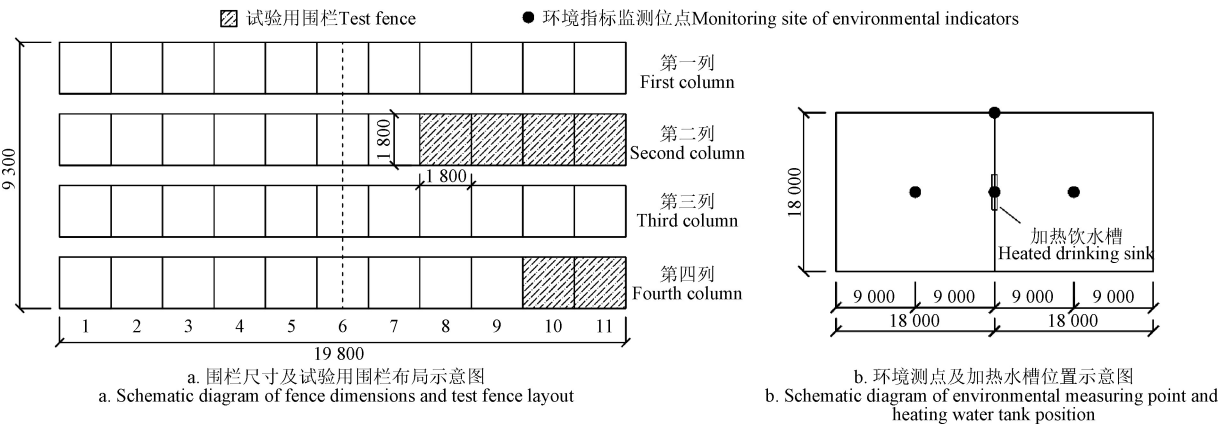 试验用围栏Test fence
环境指标监测位点Monitoring site of environmental indicators
9 300
第一列
First column
1 800
第二列
Second column
1 800
第三列
Third column
第四列
Fourth column
1 2 3 4 5 6 7 8 9 10 11
19 800
a. 围栏尺寸及试验用围栏布局示意图
a. Schematic diagram of fence dimensions and test fence layout
18 000
加热饮水槽
Heated drinking sink
9 000 9 000 9 000 9 000
18 000 18 000
b. 环境测点及加热水槽位置示意图
b. Schematic diagram of environmental measuring point and
heating water tank position